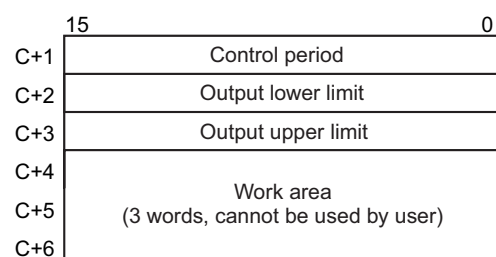 15 0
C+1 Control period
C+2 Output lower limit
C+3 Output upper limit
C+4
Work area
C+5 (3 words, cannot be used by user)
C+6